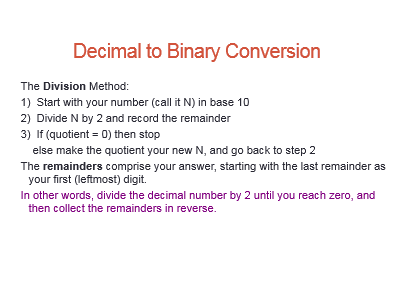 Decimal to Binary Conversion
The Division Method:
1) Start with your number (call it N) in base 10
2) Divide N by 2 and record the remainder
3) If (quotient = 0) then stop
else make the quotient your new N, and go back to step 2
The remainders comprise your answer, starting with the last remainder as
your first (leftmost) digit.
In other words, divide the decimal number by 2 until you reach zero, and
then collect the remainders in reverse.